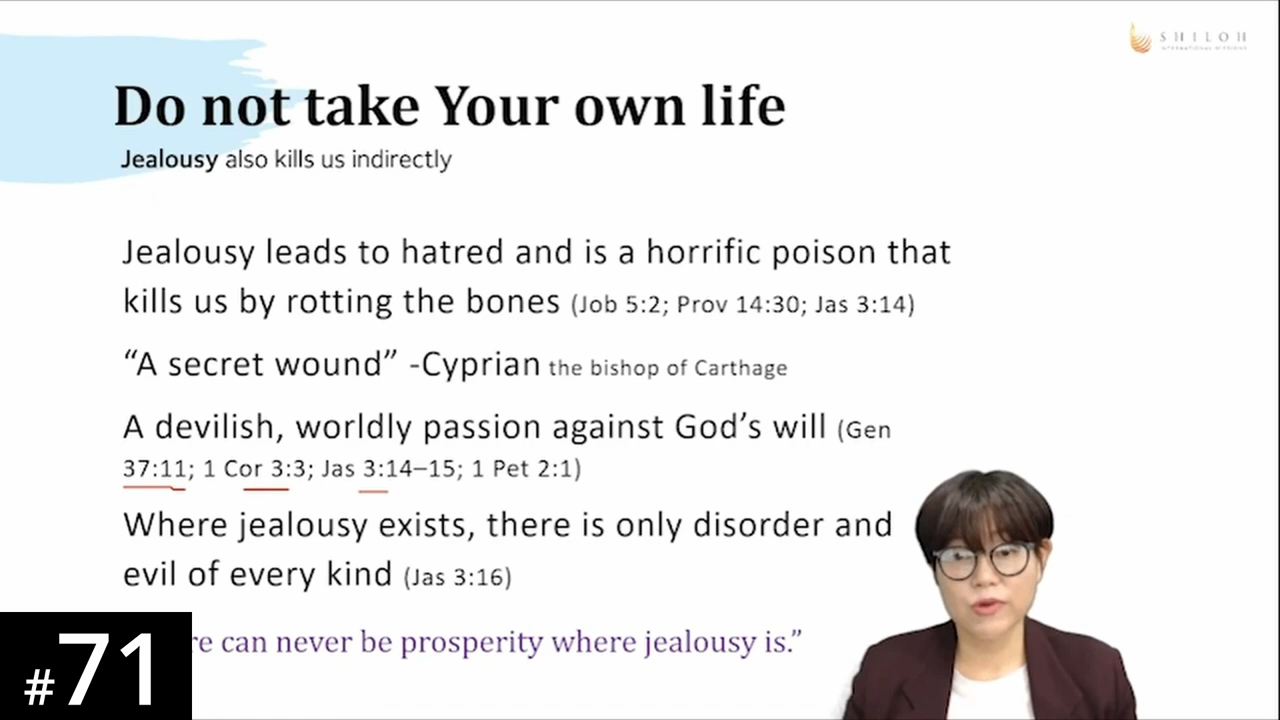 SHILOH
INTERNATIONAL MISSIONS
Do not take Your own life
Jealousy also kills us indirectly
Jealousy leads to hatred and is a horrific poison that
kills us by rotting the bones (Job 5:2; Prov 14:30; Jas 3:14)
“A secret wound” -Cyprian the bishop of Carthage
A devilish, worldly passion against God’s will (Gen
37:11; 1 Cor 3:3; Jas 3:14–15; 1 Pet 2:1)
Where jealousy exists, there is only disorder and
evil of every kind (Jas 3:16)
can never be prosperity where jealousy is.”
#71